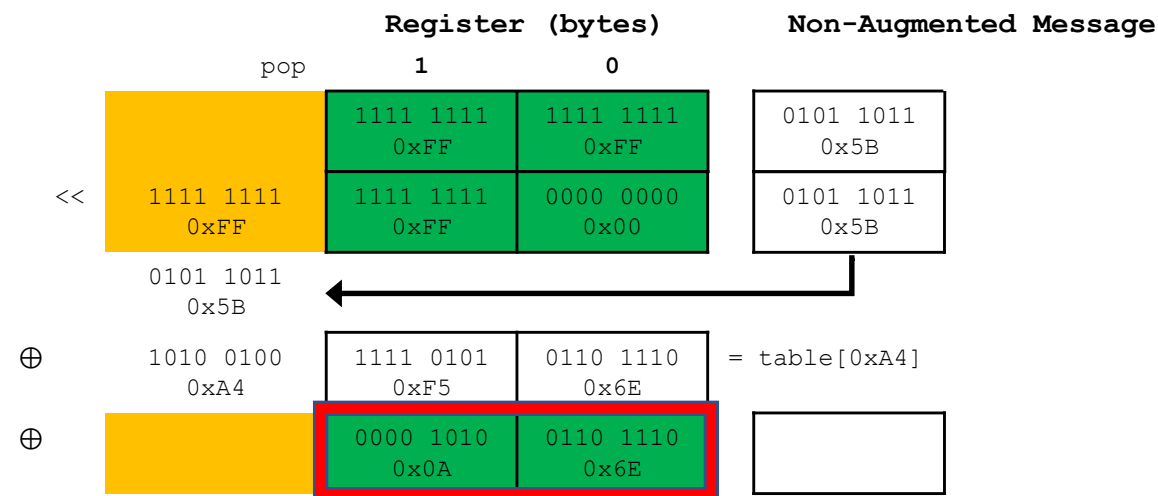 Register (bytes) Non-Augmented Message
pop 1 0
1111 1111 1111 1111 0101 1011
0xFF 0xFF 0x5B
<< 1111 1111 1111 1111 0000 0000 0101 1011
0xFF 0xFF 0x00 0x5B
0101 1011
0x5B
⊕ 1010 0100 1111 0101 0110 1110 = table[0xA4]
0xA4 0xF5 0x6E
⊕ 0000 1010 0110 1110
0x0A 0x6E